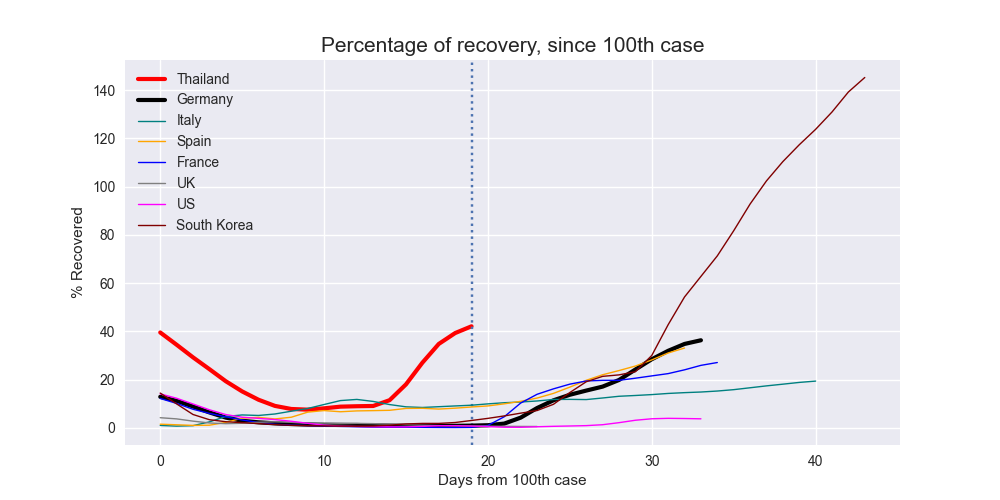 Percentage of recovery, since 100th case
Thailand
Germany
Italy
Spain
France
UK
US
South Korea
140
120
100
80
60
40
20
0
% Recovered
0 10 20 30 40
Days from 100th case